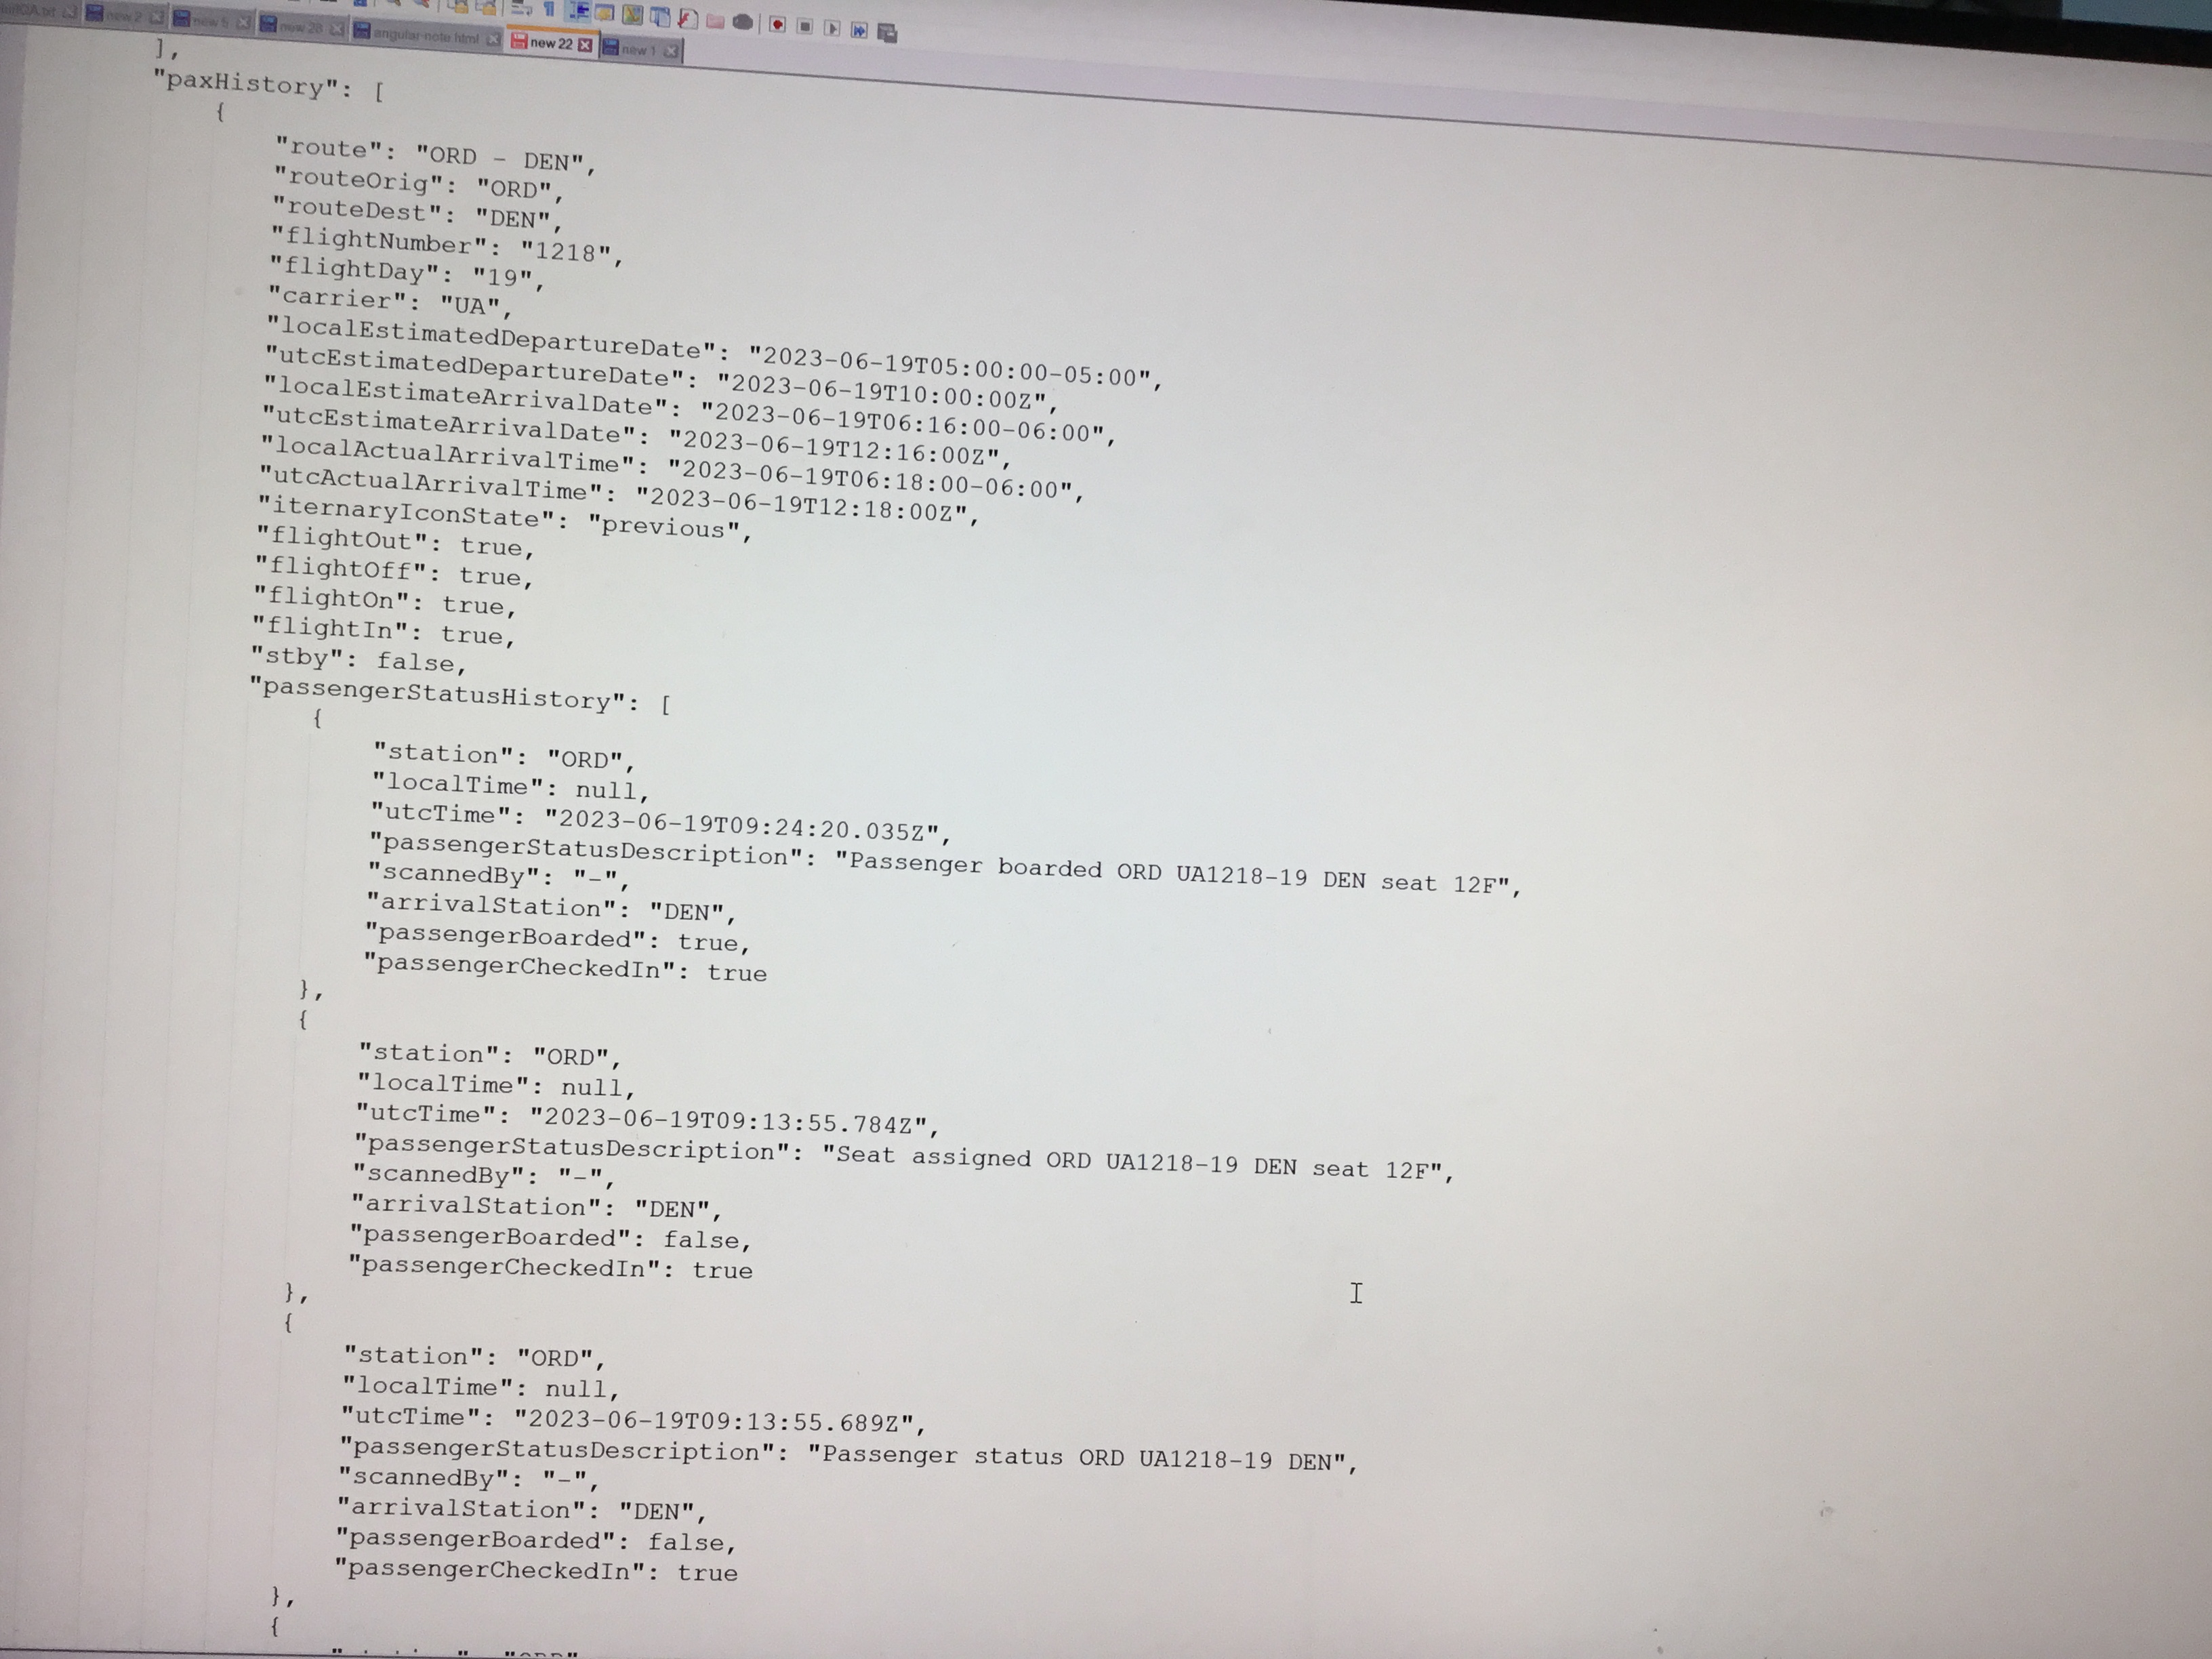 new 2
new 28
angular-note.html
new 22
new 1
],
"paxHistory": [
{
"route": "ORD - DEN",
"routeOrig": "ORD",
"routeDest": "DEN",
"flightNumber": "1218",
"flightDay": "19",
"carrier": "UA",
"localEstimatedDepartureDate": "2023-06-19T05:00:00-05:00",
"utcEstimatedDepartureDate": "2023-06-19T10:00:00Z",
"localEstimateArrivalDate": "2023-06-19T06:16:00-06:00",
"utcEstimateArrivalDate": "2023-06-19T12:16:00Z",
"localActualArrivalTime": "2023-06-19T06:18:00-06:00",
"utcActualArrivalTime": "2023-06-19T12:18:00Z",
"iternaryIconState": "previous",
"flightOut": true,
"flightOff": true,
"flightOn": true,
"flightIn": true,
"stby": false,
"passengerStatusHistory": [
{
"station": "ORD",
"localTime": null,
"utcTime": "2023-06-19T09:24:20.035Z",
"passengerStatusDescription": "Passenger boarded ORD UA1218-19 DEN seat 12F",
"scannedBy": "-",
"arrivalStation": "DEN",
"passengerBoarded": true,
"passengerCheckedIn": true
},
{
"station": "ORD",
"localTime": null,
"utcTime": "2023-06-19T09:13:55.784Z",
"passengerStatusDescription": "Seat assigned ORD UA1218-19 DEN seat 12F",
"scannedBy": "-",
"arrivalStation": "DEN",
"passengerBoarded": false,
"passengerCheckedIn": true
},
{
"station": "ORD",
"localTime": null,
"utcTime": "2023-06-19T09:13:55.689Z",
"passengerStatusDescription": "Passenger status ORD UA1218-19 DEN",
"scannedBy": "-",
"arrivalStation": "DEN",
"passengerBoarded": false,
"passengerCheckedIn": true
},
{